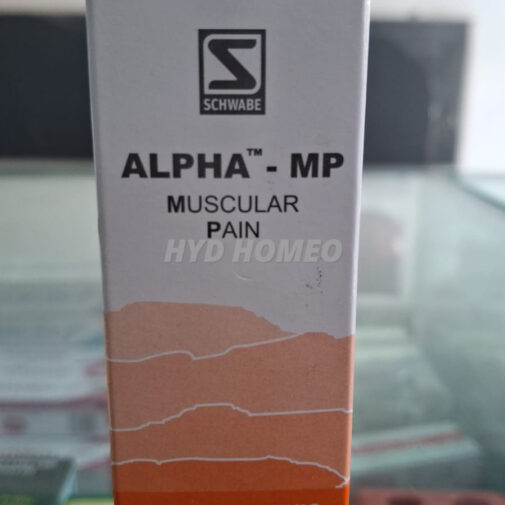 SCHWABE
ALPHA™ - MP
MUSCULAR
PAIN
HYD HOMEO